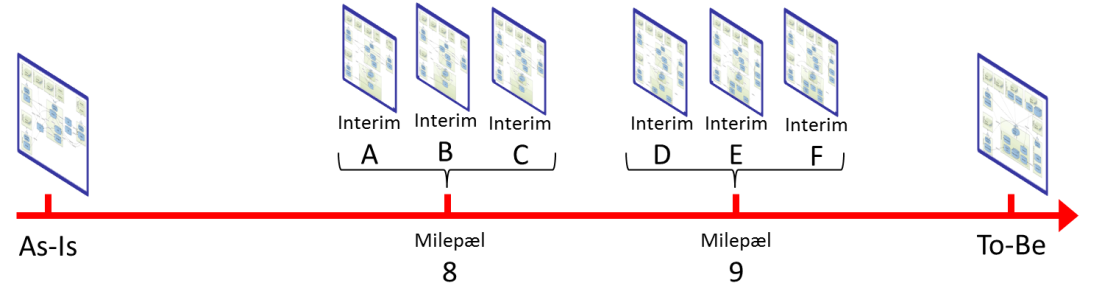 Interim
A
Interim
B
Interim
C
Interim
D
Interim
E
Interim
F
As-Is
Milepæl
8
Milepæl
9
To-Be